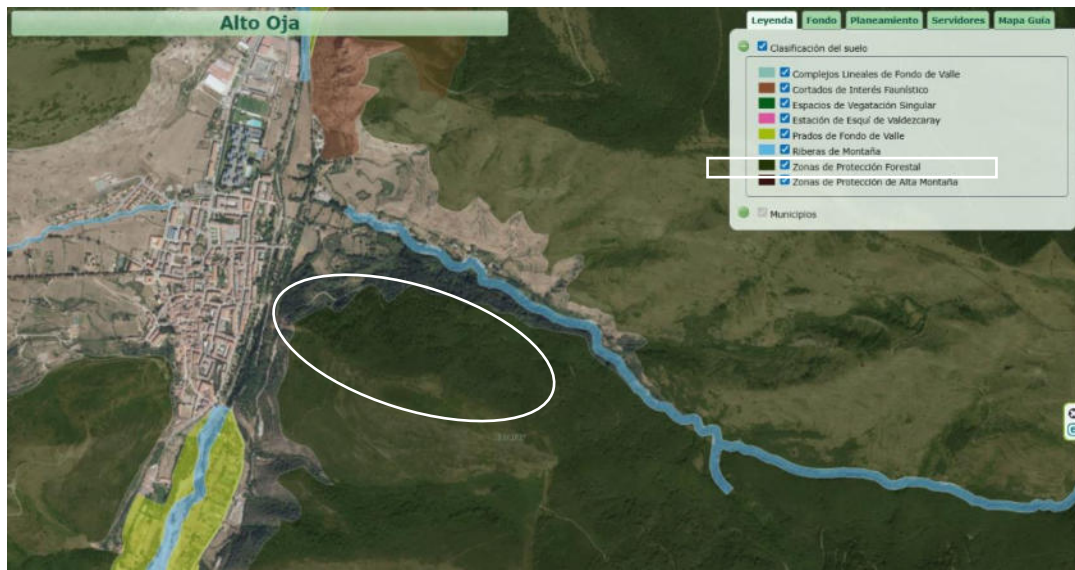 Alto Oja
Leyenda Fondo Planeamiento Servidores Mapa Guía
Clasificación del suelo
Complejos Lineales de Fondo de Valle
Cortados de Interés Faunístico
Espacios de Vegatación Singular
Estación de Esquí de Valdezcaray
Prados de Fondo de Valle
Riberas de Montaña
Zonas de Protección Forestal
Zonas de Protección de Alta Montaña
Municipios